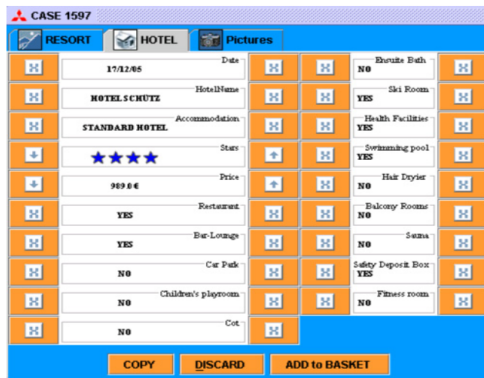 CASE 1597
RESORT HOTEL Pictures
Date
17/12/05
HotelName
HOTEL SCHÜTZ
Accommodation
STANDARD HOTEL
Stars
Price
989.0 €
Restaurant
YES
Bar-Lounge
YES
Car Park
NO
Children's playroom
NO
Cot
NO
Ensuite Bath
NO
Ski Room
YES
Health Facilities
YES
Swimming pool
YES
Hair Dryier
NO
Balcony Rooms
NO
Sauna
NO
Safety Deposit Box
YES
Fitness room
NO
COPY DISCARD ADD to BASKET